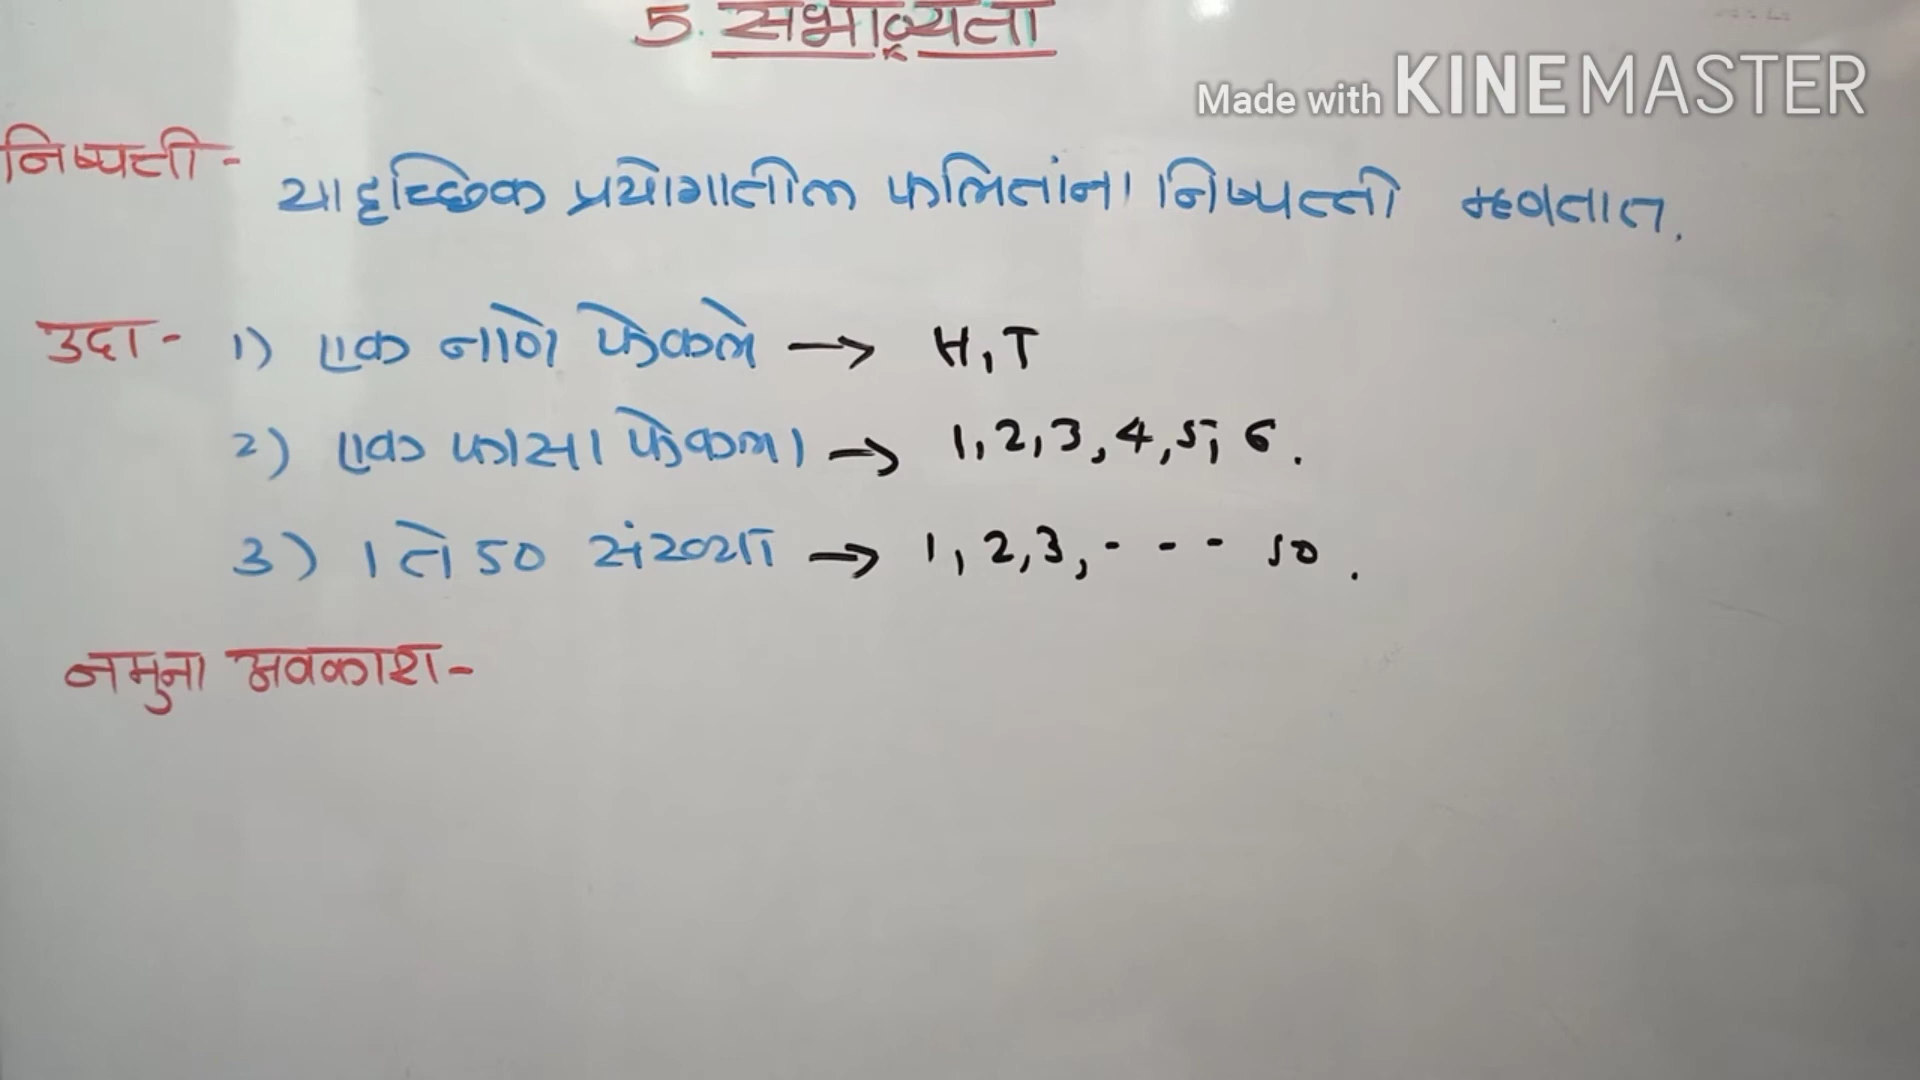 5. संभाव्यता
Made with KINEMASTER
निष्पत्ती - यादृच्छिक प्रयोगातील फलितांना निष्पत्ती म्हणतात.
उदा - 1) एक नाणे फेकले → H, T
2) एक फासा फेकला → 1, 2, 3, 4, 5, 6.
3) 1 ते 50 संख्या → 1, 2, 3, - - - 50.
नमुना अवकाश -